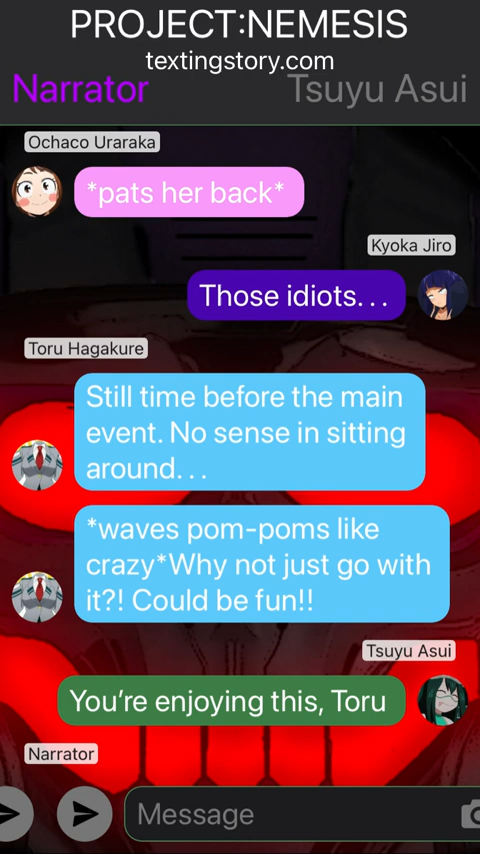 PROJECT:NEMESIS
textingstory.com
Narrator
Tsuyu Asui
Ochaco Uraraka
*pats her back*
Kyoka Jiro
Those idiots...
Toru Hagakure
Still time before the main
event. No sense in sitting
around...
*waves pom-poms like
crazy*Why not just go with
it?! Could be fun!!
Tsuyu Asui
You’re enjoying this, Toru
Narrator
Message